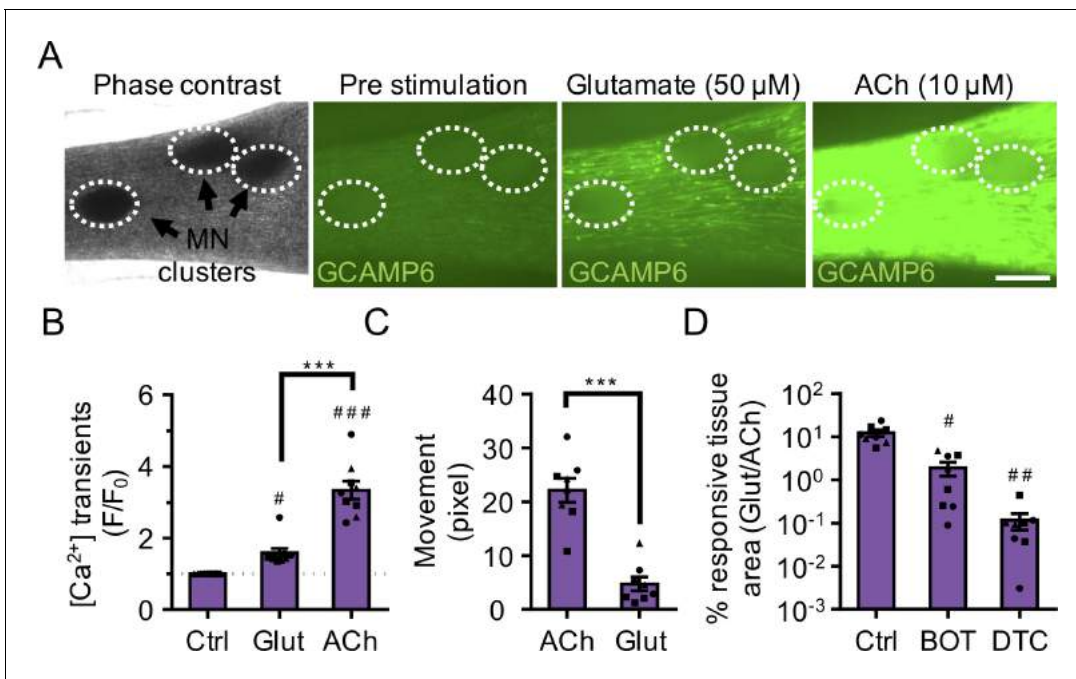 A
Phase contrast
Pre stimulation
Glutamate (50 µM)
ACh (10 µM)
MN
clusters
GCAMP6
GCAMP6
GCAMP6
B
[Ca²⁺] transients
(F/F₀)
6
4
2
0
***
#
###
Ctrl
Glut
ACh
C
Movement
(pixel)
40
30
20
10
0
***
ACh
Glut
D
% responsive tissue
area (Glut/ACh)
10²
10¹
10⁰
10⁻¹
10⁻²
10⁻³
#
##
Ctrl
BOT
DTC